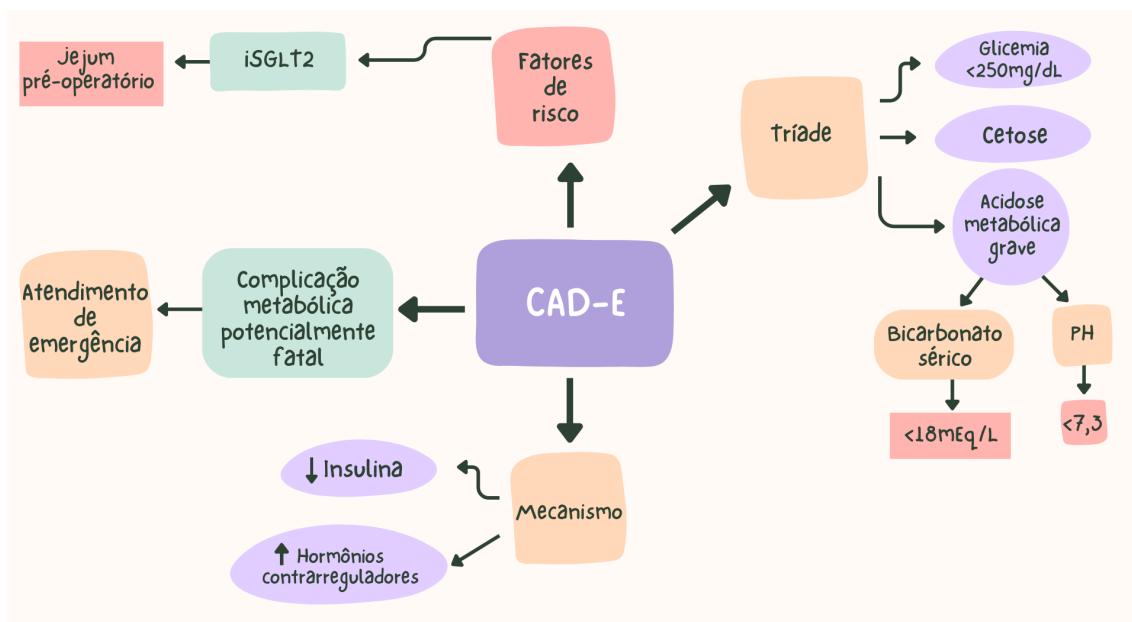 Jejum
pré-operatório
iSGLT2
Fatores
de
risco
Tríade
Glicemia
<250mg/dL
Cetose
Acidose
metabólica
grave
Bicarbonato
sérico
<18mEq/L
PH
<7,3
CAD-E
Complicação
metabólica
potencialmente
fatal
Atendimento
de
emergência
Mecanismo
↓ Insulina
↑ Hormônios
contrarreguladores